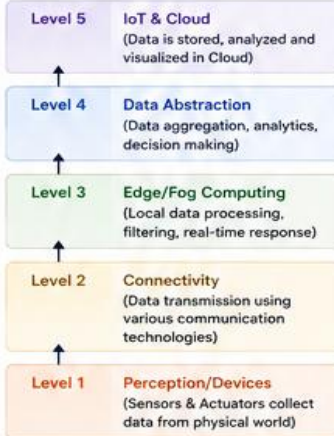 Level 5 IoT & Cloud
(Data is stored, analyzed and
visualized in Cloud)
Level 4 Data Abstraction
(Data aggregation, analytics,
decision making)
Level 3 Edge/Fog Computing
(Local data processing,
filtering, real-time response)
Level 2 Connectivity
(Data transmission using
various communication
technologies)
Level 1 Perception/Devices
(Sensors & Actuators collect
data from physical world)